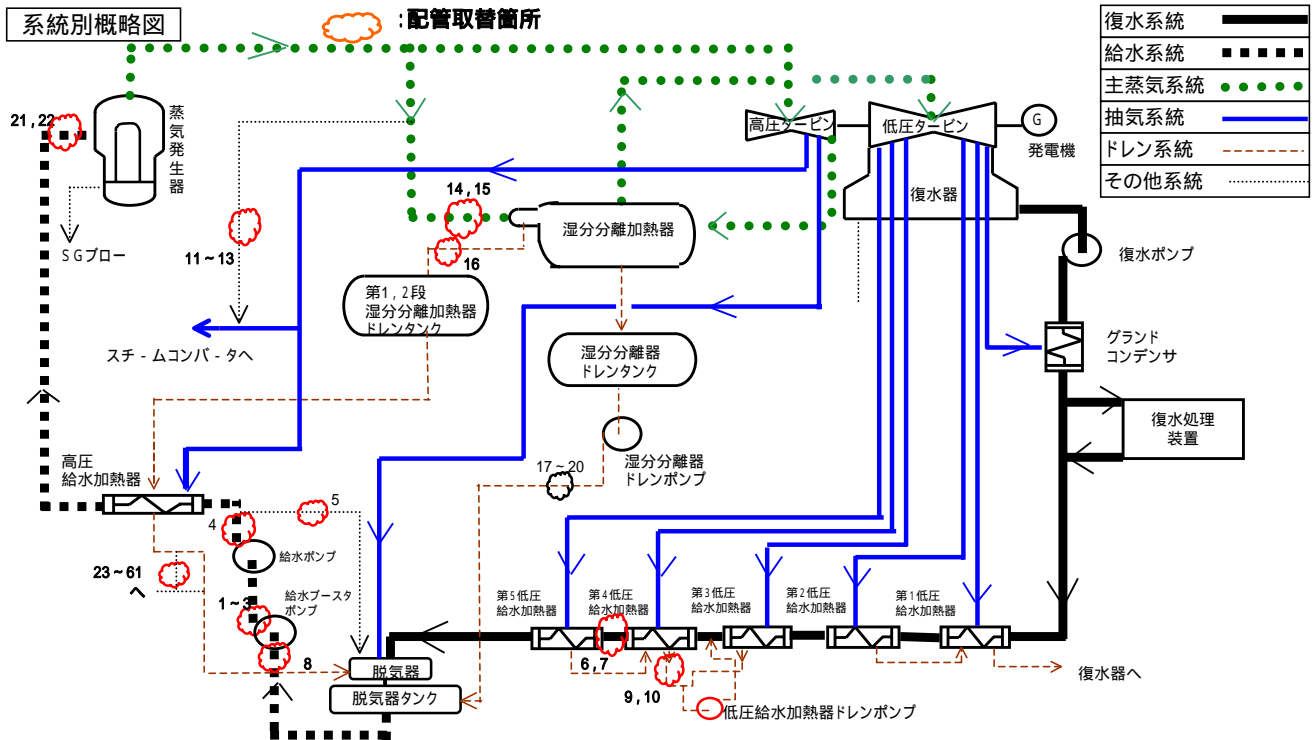 系統別概略図
:配管取替箇所
復水系統
給水系統
主蒸気系統
抽気系統
ドレン系統
その他系統
21,22
蒸気発生器
高圧タービン
低圧タービン
G
発電機
復水器
14,15
湿分分離加熱器
SGブロー
11~13
16
復水ポンプ
第1,2段
湿分分離加熱器
ドレンタンク
スチ-ムコンバ-タへ
湿分分離器
ドレンタンク
グランド
コンデンサ
復水処理
装置
高圧
給水加熱器
17~20
湿分分離器
ドレンポンプ
5
4
給水ポンプ
23~61
へ
1~3
給水ブースタ
ポンプ
第5低圧
給水加熱器
第4低圧
給水加熱器
第3低圧
給水加熱器
第2低圧
給水加熱器
第1低圧
給水加熱器
8
脱気器
6,7
復水器へ
脱気器タンク
9,10
低圧給水加熱器ドレンポンプ